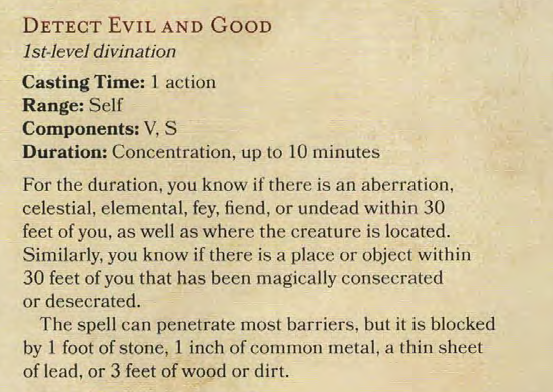 DETECT EVIL AND GOOD
1st-level divination
Casting Time: 1 action
Range: Self
Components: V, S
Duration: Concentration, up to 10 minutes
For the duration, you know if there is an aberration,
celestial, elemental, fey, fiend, or undead within 30
feet of you, as well as where the creature is located.
Similarly, you know if there is a place or object within
30 feet of you that has been magically consecrated
or desecrated.
The spell can penetrate most barriers, but it is blocked
by 1 foot of stone, 1 inch of common metal, a thin sheet
of lead, or 3 feet of wood or dirt.